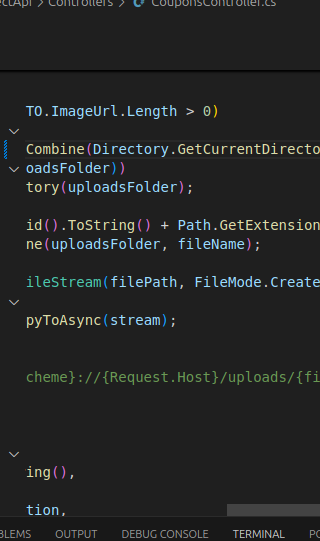 ectApi > Controllers > CouponsController.cs
TO.ImageUrl.Length > 0)
Combine(Directory.GetCurrentDirecto
oadsFolder))
tory(uploadsFolder);
id().ToString() + Path.GetExtension
ne(uploadsFolder, fileName);
ileStream(filePath, FileMode.Create
pyToAsync(stream);
cheme}://{Request.Host}/uploads/{fi
ing(),
tion,
BLEMS OUTPUT DEBUG CONSOLE TERMINAL PO